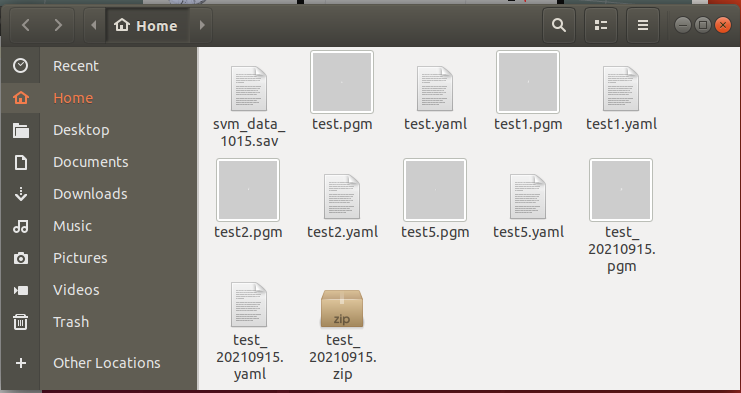 Home
Recent
Home
Desktop
Documents
Downloads
Music
Pictures
Videos
Trash
Other Locations
svm_data_
1015.sav
test.pgm
test.yaml
test1.pgm
test1.yaml
test2.pgm
test2.yaml
test5.pgm
test5.yaml
test_
20210915.
pgm
test_
20210915.
yaml
zip
test_
20210915.
zip